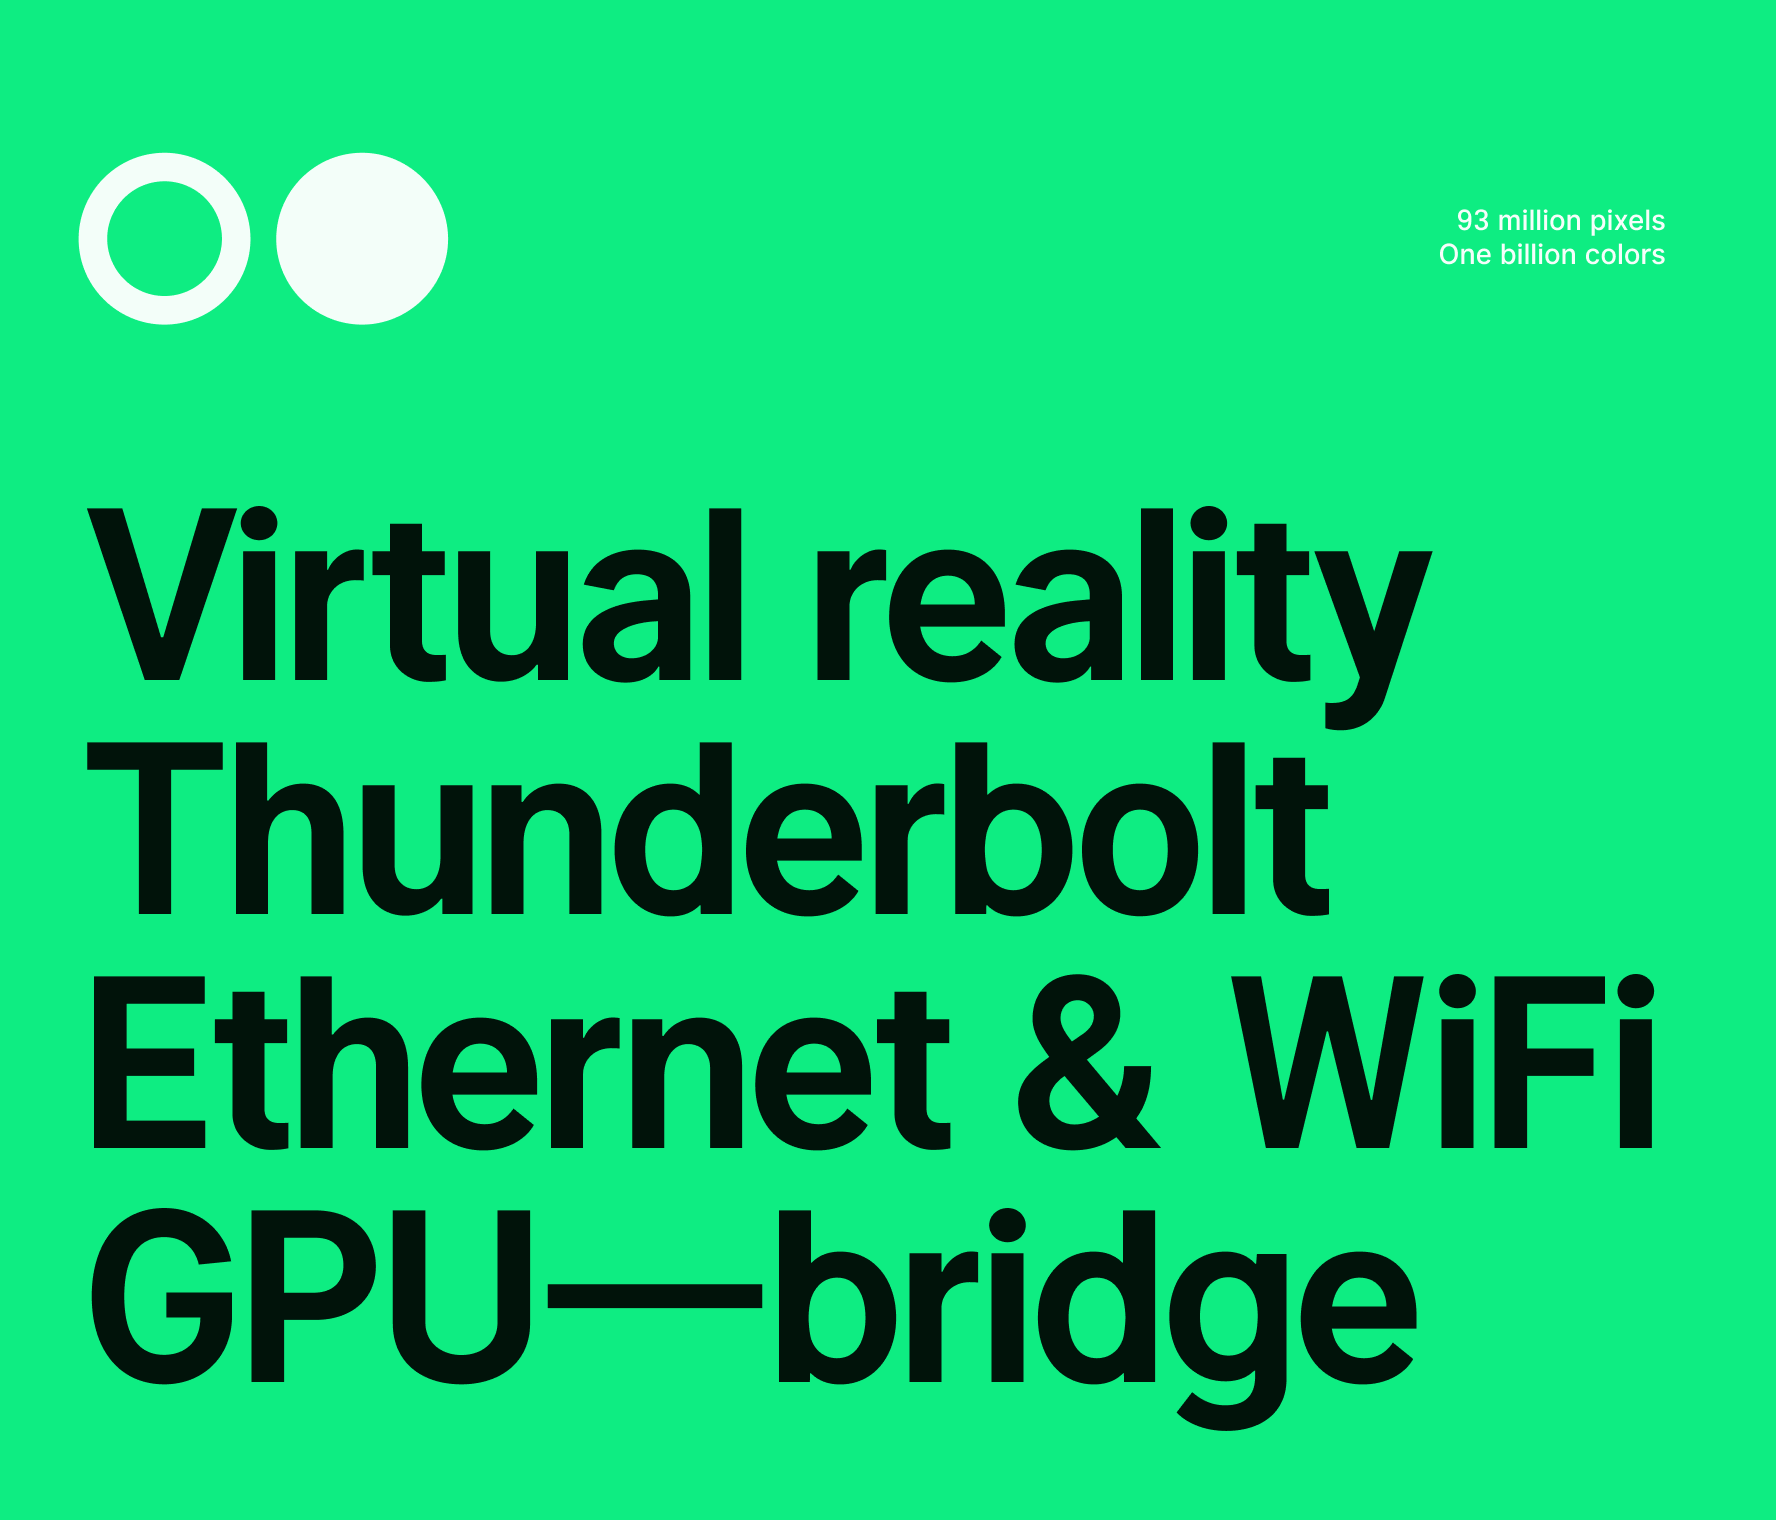 93 million pixels
One billion colors
Virtual reality
Thunderbolt
Ethernet & WiFi
GPU—bridge